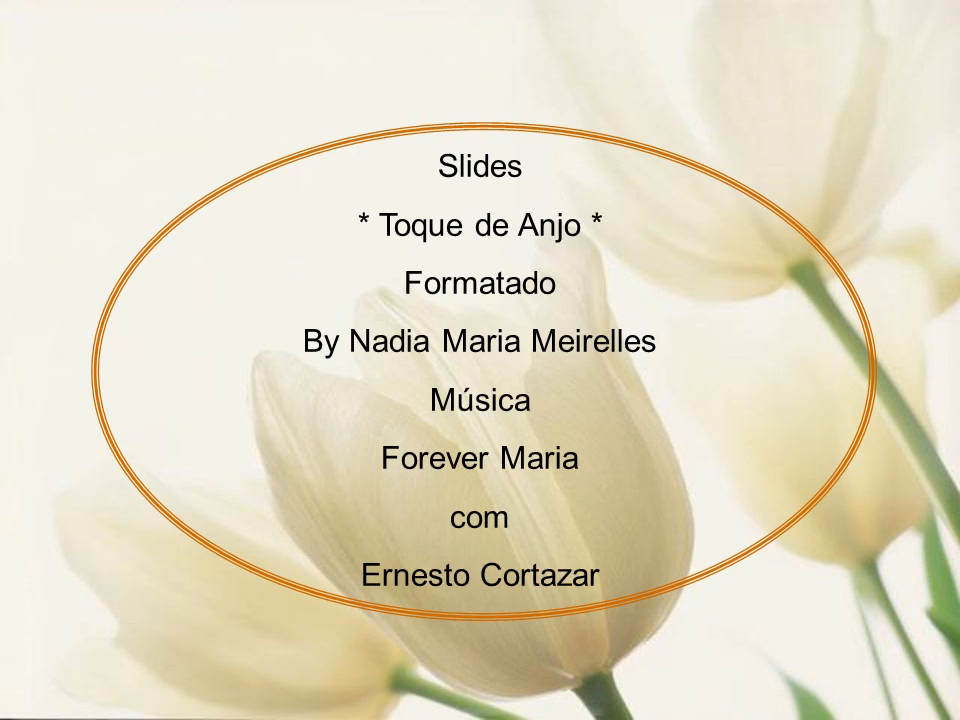 Slides
* Toque de Anjo *
Formatado
By Nadia Maria Meirelles
Música
Forever Maria
com
Ernesto Cortazar